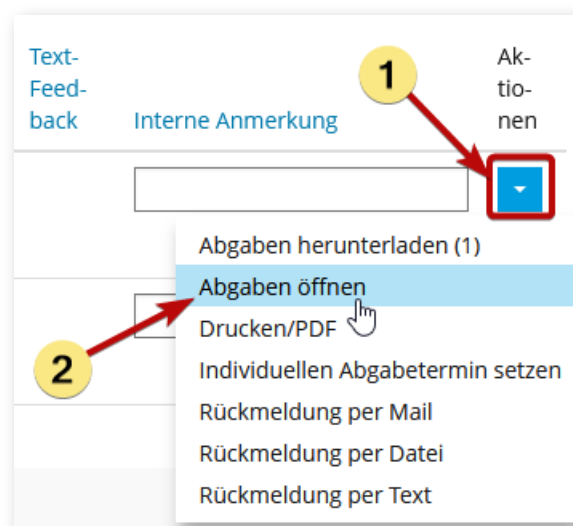 Text-
Feed-
back
Interne Anmerkung
Ak-
tio-
nen
1
Abgaben herunterladen (1)
Abgaben öffnen
Drucken/PDF
Individuellen Abgabetermin setzen
Rückmeldung per Mail
Rückmeldung per Datei
Rückmeldung per Text
2